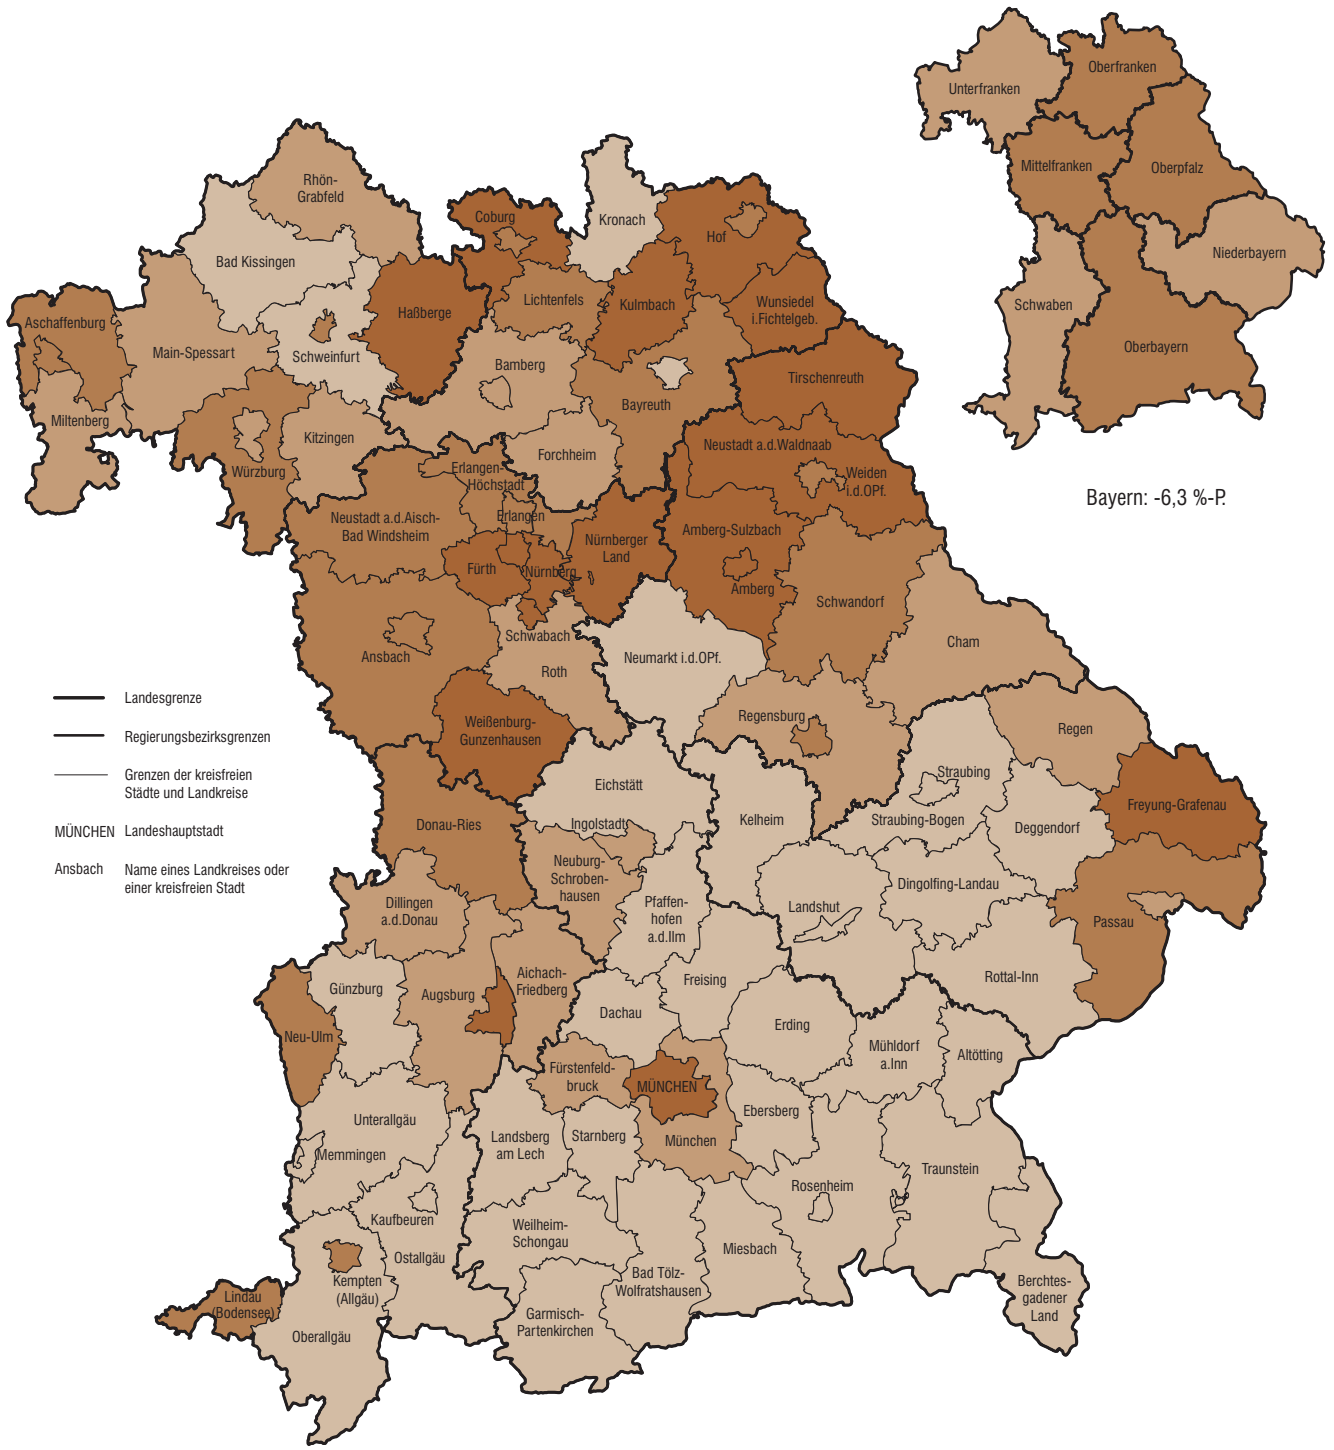 Unterfranken
Oberfranken
Mittelfranken
Oberpfalz
Niederbayern
Schwaben
Oberbayern
Bayern: -6,3 %-P.
Rhön-
Grabfeld
Bad Kissingen
Coburg
Kronach
Hof
Aschaffenburg
Main-Spessart
Schweinfurt
Haßberge
Lichtenfels
Kulmbach
Wunsiedel
i.Fichtelgeb.
Bamberg
Bayreuth
Tirschenreuth
Miltenberg
Kitzingen
Würzburg
Forchheim
Erlangen-
Höchstadt
Neustadt a.d.Waldnaab
Weiden
i.d.OPf.
Neustadt a.d.Aisch-
Bad Windsheim
Erlangen
Nürnberger
Land
Amberg-Sulzbach
Fürth
Nürnberg
Amberg
Schwandorf
Ansbach
Schwabach
Roth
Neumarkt i.d.OPf.
Cham
Weißenburg-
Gunzenhausen
Regensburg
Regen
Landesgrenze
Regierungsbezirksgrenzen
Grenzen der kreisfreien
Städte und Landkreise
MÜNCHEN
Landeshauptstadt
Ansbach
Name eines Landkreises oder
einer kreisfreien Stadt
Eichstätt
Straubing
Freyung-Grafenau
Donau-Ries
Ingolstadt
Kelheim
Straubing-Bogen
Deggendorf
Neuburg-
Schroben-
hausen
Dillingen
a.d.Donau
Pfaffen-
hofen
a.d.Ilm
Landshut
Dingolfing-Landau
Passau
Günzburg
Augsburg
Aichach-
Friedberg
Freising
Rottal-Inn
Neu-Ulm
Dachau
Erding
Mühldorf
a.Inn
Altötting
Fürstenfeld-
bruck
MÜNCHEN
Ebersberg
Unterallgäu
Landsberg
am Lech
Starnberg
München
Memmingen
Traunstein
Rosenheim
Kaufbeuren
Weilheim-
Schongau
Ostallgäu
Miesbach
Kempten
(Allgäu)
Bad Tölz-
Wolfratshausen
Berchtes-
gadener
Land
Lindau
(Bodensee)
Oberallgäu
Garmisch-
Partenkirchen